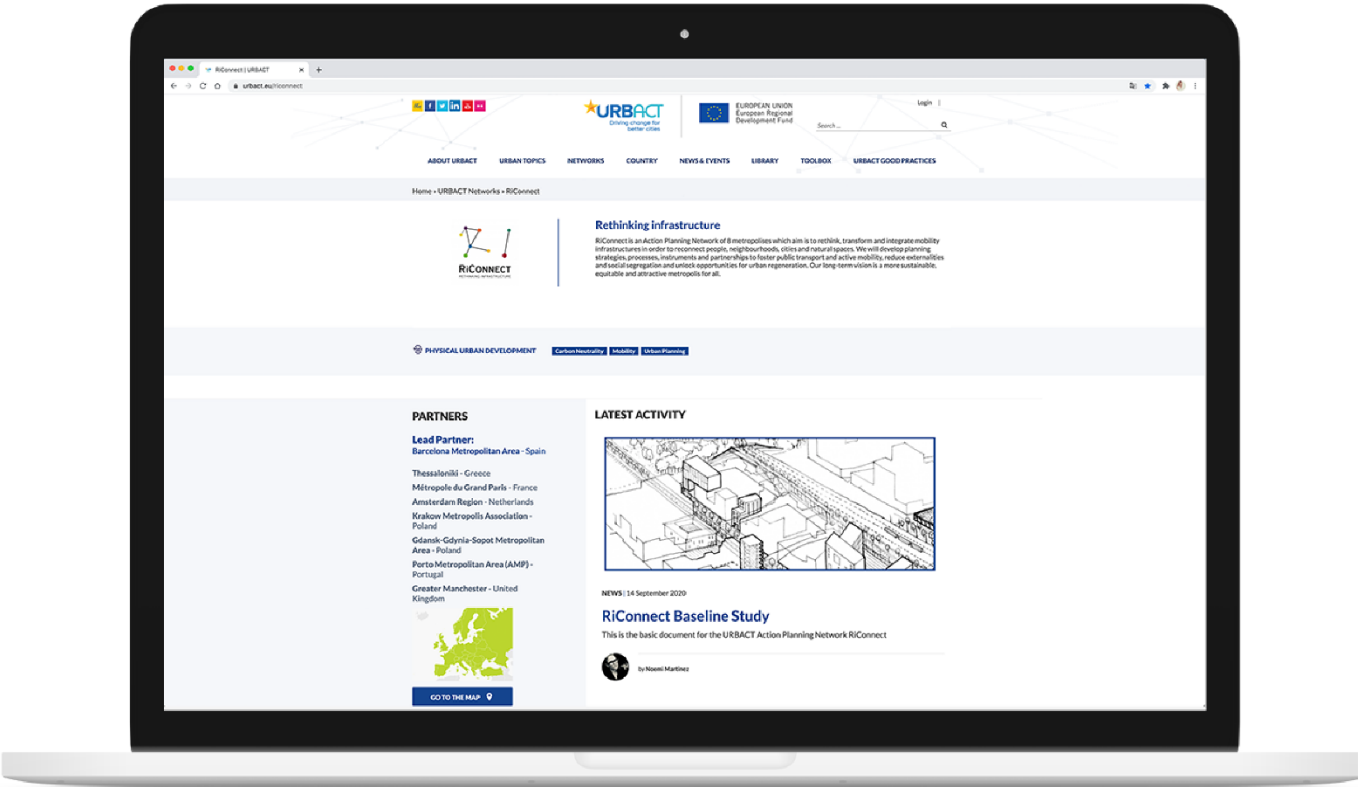 RiConnect | URBACT
urbact.eu/riconnect
URBACT
Driving change for
better cities
EUROPEAN UNION
European Regional
Development Fund
Login
Search ...
ABOUT URBACT URBAN TOPICS NETWORKS COUNTRY NEWS & EVENTS LIBRARY TOOLBOX URBACT GOOD PRACTICES
Home » URBACT Networks » RiConnect
RICONNECT
RETHINKING INFRASTRUCTURE
Rethinking infrastructure
RiConnect is an Action Planning Network of 8 metropolises which aim is to rethink, transform and integrate mobility
infrastructures in order to reconnect people, neighbourhoods, cities and natural spaces. We will develop planning
strategies, processes, instruments and partnerships to foster public transport and active mobility, reduce externalities
and social segregation and unlock opportunities for urban regeneration. Our long-term vision is a more sustainable,
equitable and attractive metropolis for all.
PHYSICAL URBAN DEVELOPMENT Carbon Neutrality Mobility Urban Planning
PARTNERS
Lead Partner:
Barcelona Metropolitan Area - Spain
Thessaloniki - Greece
Métropole du Grand Paris - France
Amsterdam Region - Netherlands
Krakow Metropolis Association -
Poland
Gdansk-Gdynia-Sopot Metropolitan
Area - Poland
Porto Metropolitan Area (AMP) -
Portugal
Greater Manchester - United
Kingdom
GO TO THE MAP
LATEST ACTIVITY
NEWS | 14 September 2020
RiConnect Baseline Study
This is the basic document for the URBACT Action Planning Network RiConnect
by Noemi Martinez